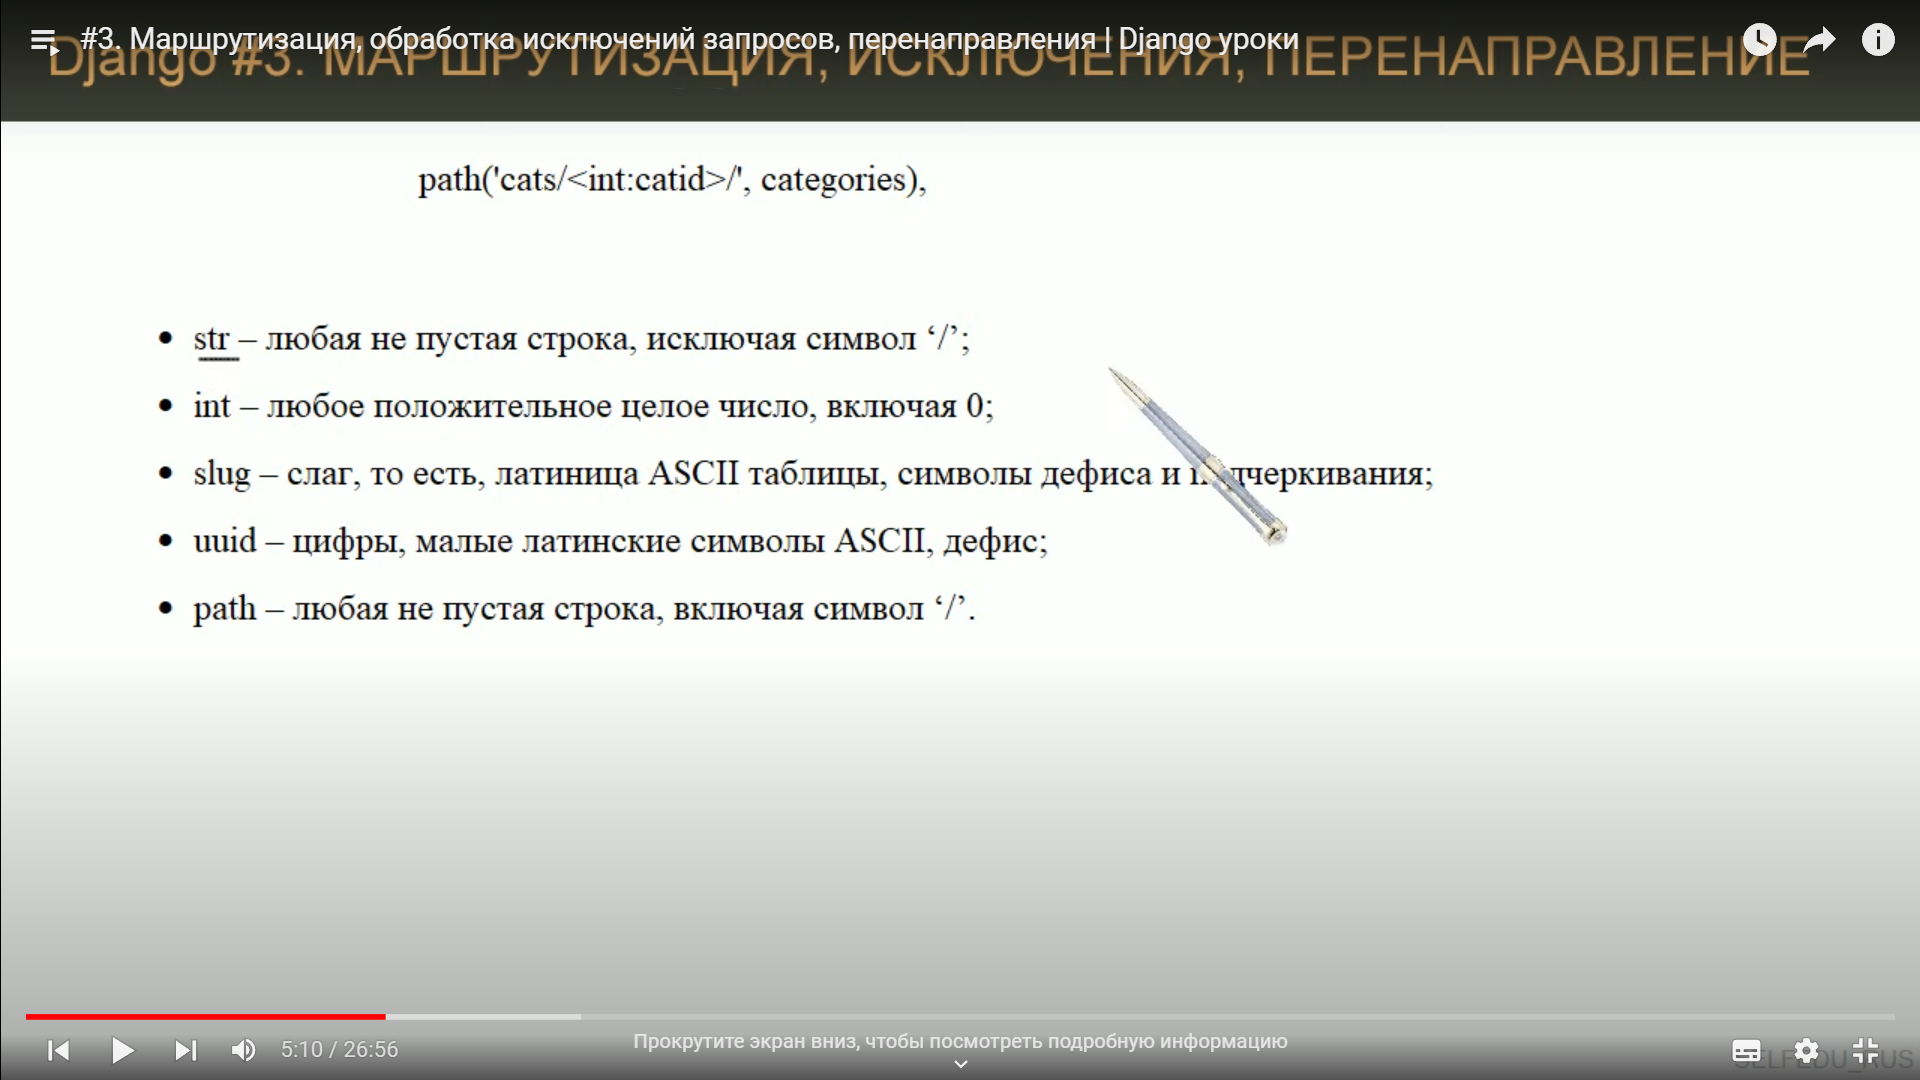 #3. Маршрутизация, обработка исключений запросов, перенаправления | Django уроки
Django #3. МАРШРУТИЗАЦИЯ, ИСКЛЮЧЕНИЯ, ПЕРЕНАПРАВЛЕНИЕ
path('cats/<int:catid>/', categories),
• str – любая не пустая строка, исключая символ ‘/’;
• int – любое положительное целое число, включая 0;
• slug – слаг, то есть, латиница ASCII таблицы, символы дефиса и подчеркивания;
• uuid – цифры, малые латинские символы ASCII, дефис;
• path – любая не пустая строка, включая символ ‘/’.
Прокрутите экран вниз, чтобы посмотреть подробную информацию
5:10 / 26:56
SELFEDU_RUS